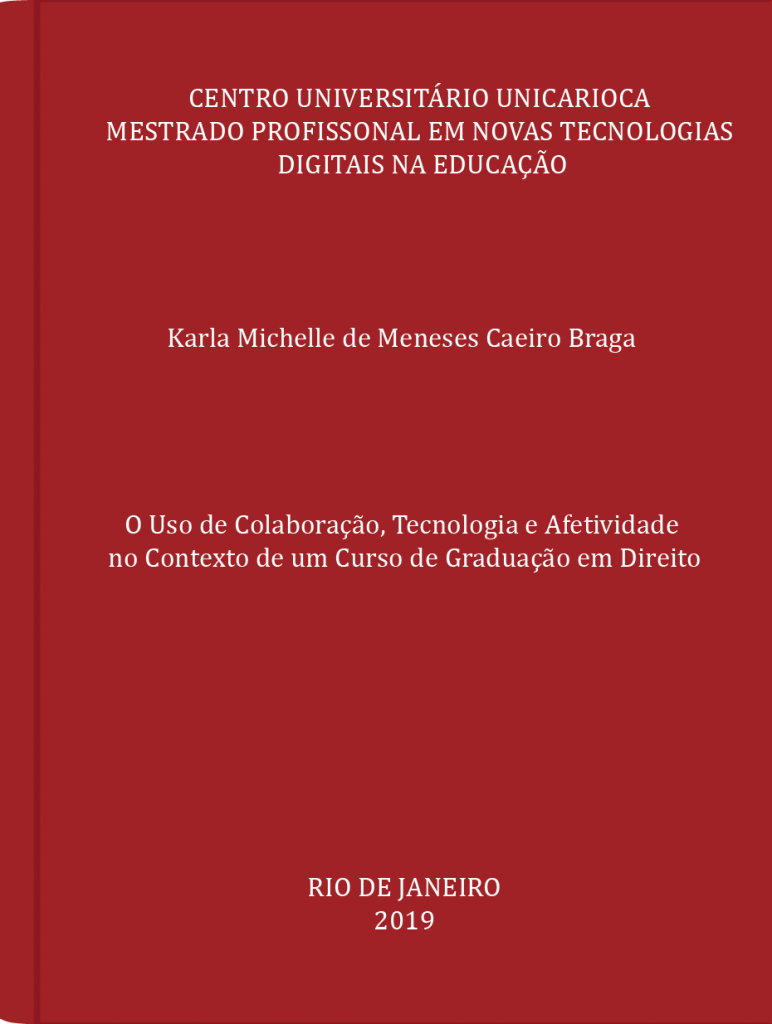 CENTRO UNIVERSITÁRIO UNICARIOCA
MESTRADO PROFISSONAL EM NOVAS TECNOLOGIAS
DIGITAIS NA EDUCAÇÃO
Karla Michelle de Meneses Caeiro Braga
O Uso de Colaboração, Tecnologia e Afetividade
no Contexto de um Curso de Graduação em Direito
RIO DE JANEIRO
2019